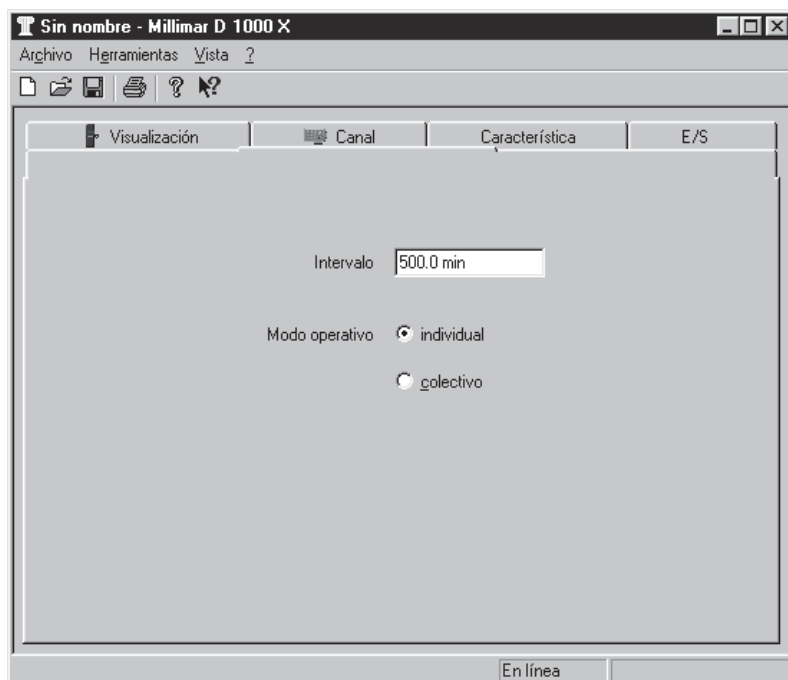 Sin nombre - Millimar D 1000 X
Archivo Herramientas Vista ?
Visualización Canal Característica E/S
Intervalo 500.0 min
Modo operativo individual
colectivo
En línea